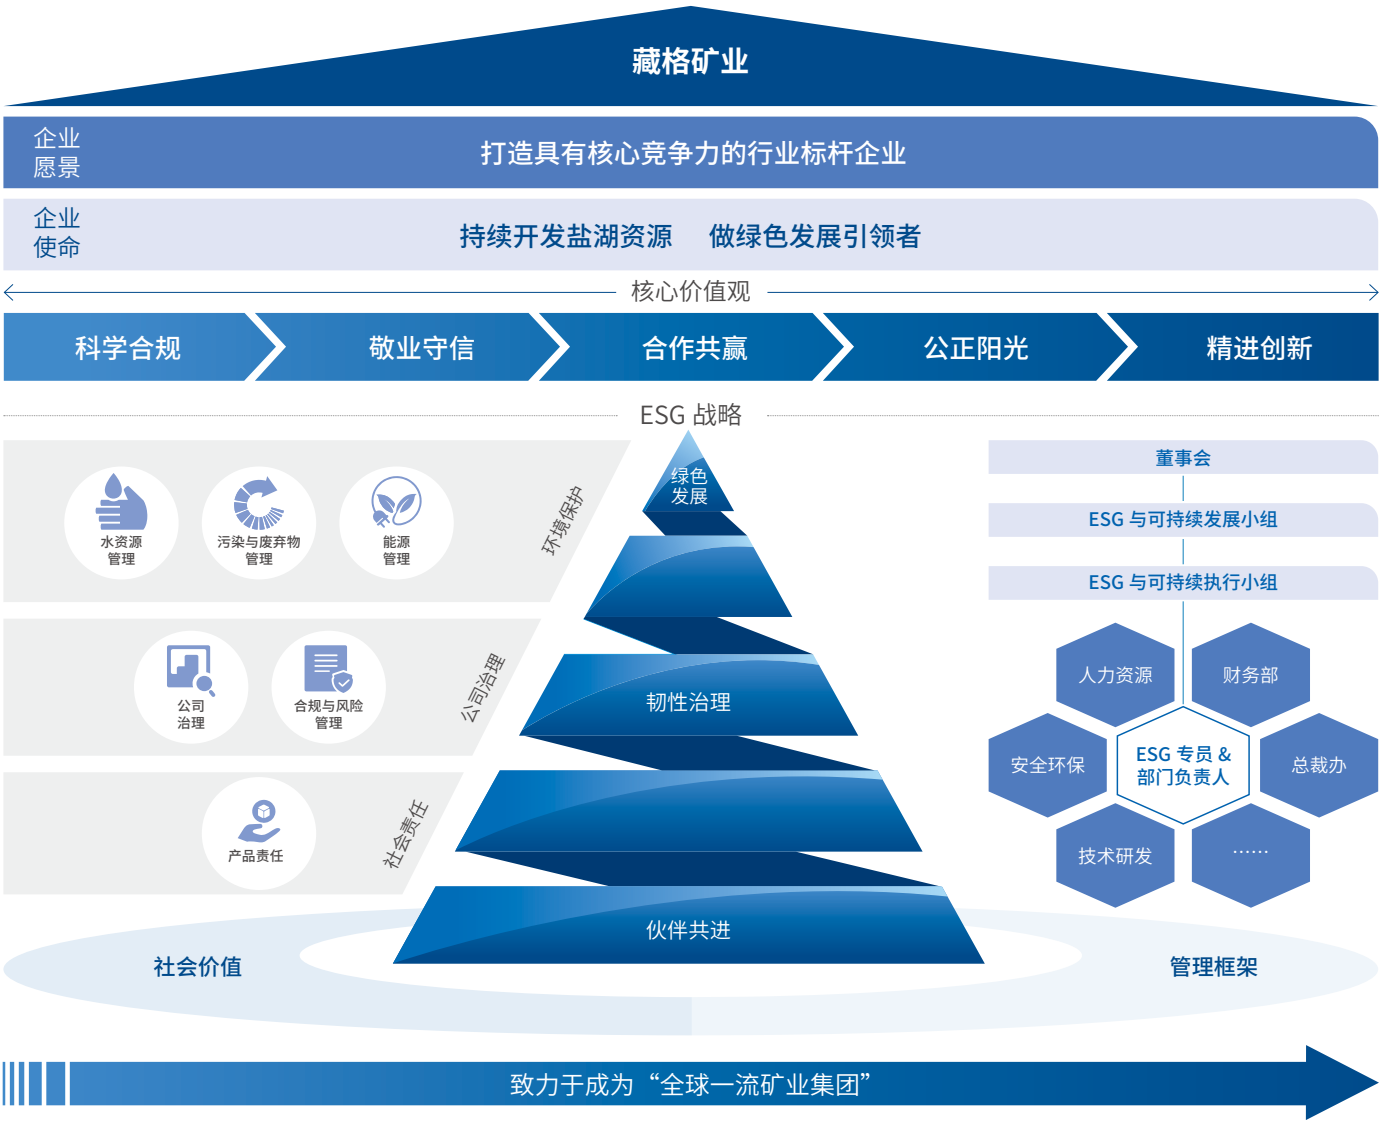 藏格矿业
企业
愿景
打造具有核心竞争力的行业标杆企业
企业
使命
持续开发盐湖资源 做绿色发展引领者
核心价值观
科学合规
敬业守信
合作共赢
公正阳光
精进创新
ESG 战略
水资源
管理
污染与废弃物
管理
能源
管理
环境保护
公司
治理
合规与风险
管理
公司治理
产品责任
社会责任
社会价值
绿色
发展
韧性治理
伙伴共进
董事会
ESG 与可持续发展小组
ESG 与可持续执行小组
人力资源
财务部
安全环保
ESG 专员 &
部门负责人
总裁办
技术研发
······
管理框架
致力于成为“全球一流矿业集团”